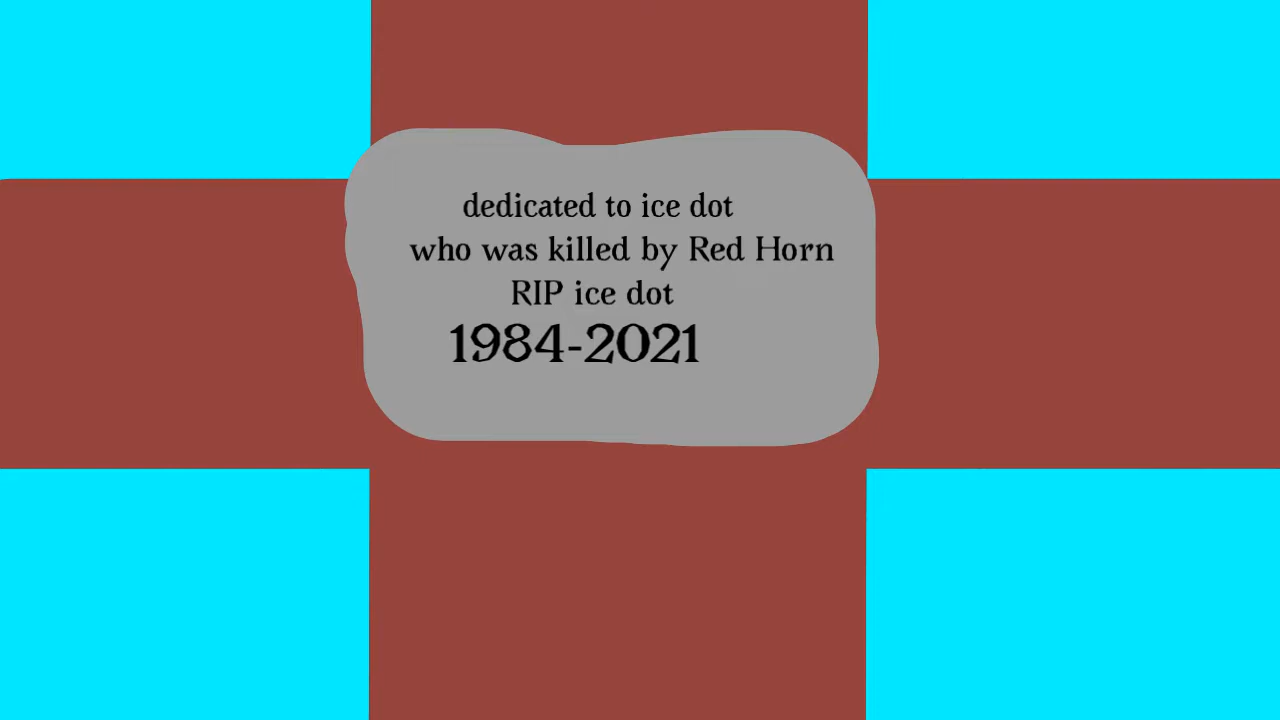 dedicated to ice dot
who was killed by Red Horn
RIP ice dot
1984-2021